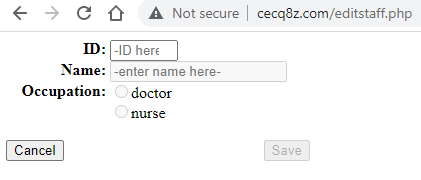 Not secure | cecq8z.com/editstaff.php
ID: -ID here
Name: -enter name here-
Occupation: doctor
nurse
Cancel Save